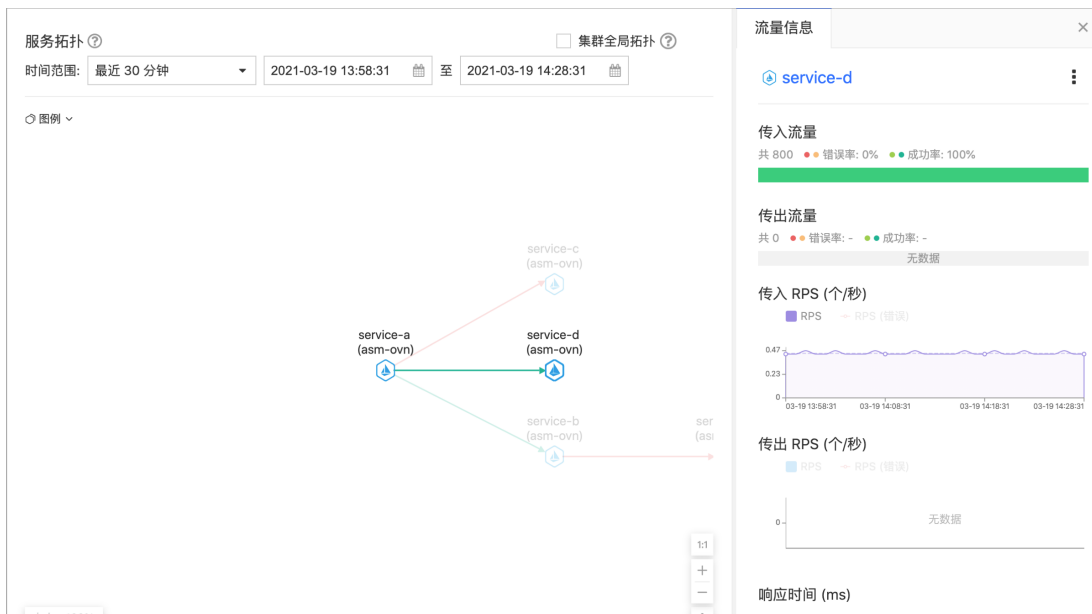 服务拓扑
集群全局拓扑
时间范围: 最近 30 分钟 2021-03-19 13:58:31 至 2021-03-19 14:28:31
图例
service-c
(asm-ovn)
service-a
(asm-ovn)
service-d
(asm-ovn)
service-b
(asm-ovn)
ser
(as
1:1
流量信息
service-d
传入流量
共 800 错误率: 0% 成功率: 100%
传出流量
共 0 错误率: - 成功率: -
无数据
传入 RPS (个/秒)
RPS RPS (错误)
0.47
0.23
0
03-19 13:58:31 03-19 14:08:31 03-19 14:18:31 03-19 14:28:31
传出 RPS (个/秒)
RPS RPS (错误)
0
无数据
响应时间 (ms)